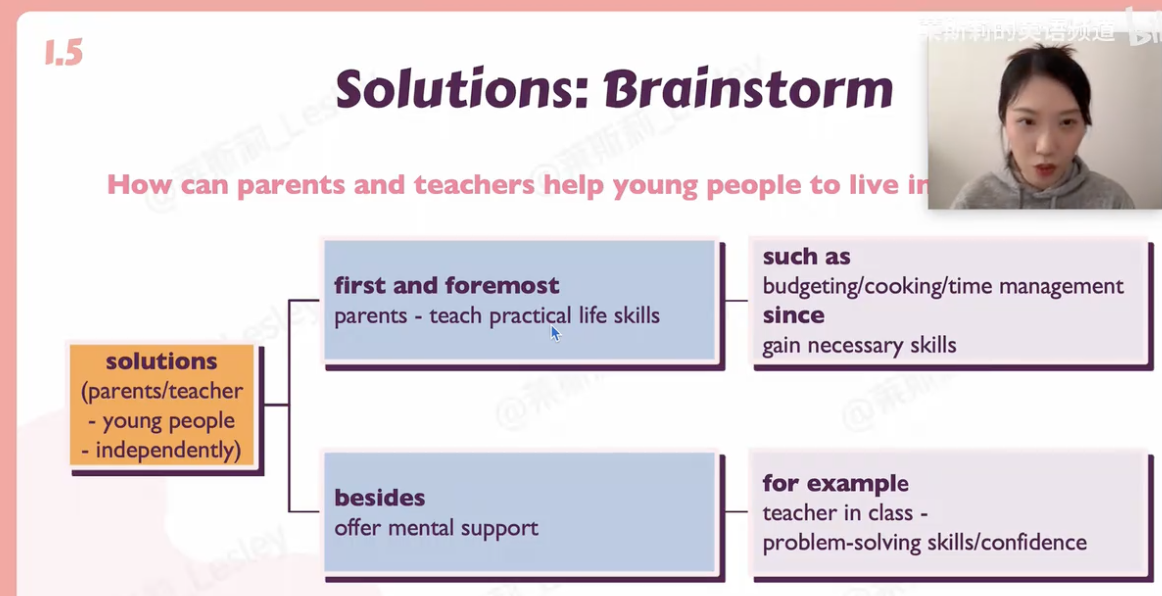 莱斯莉的英语频道
1.5
Solutions: Brainstorm
How can parents and teachers help young people to live in
first and foremost
parents - teach practical life skills
such as
budgeting/cooking/time management
since
gain necessary skills
solutions
(parents/teacher
- young people
- independently)
besides
offer mental support
for example
teacher in class -
problem-solving skills/confidence